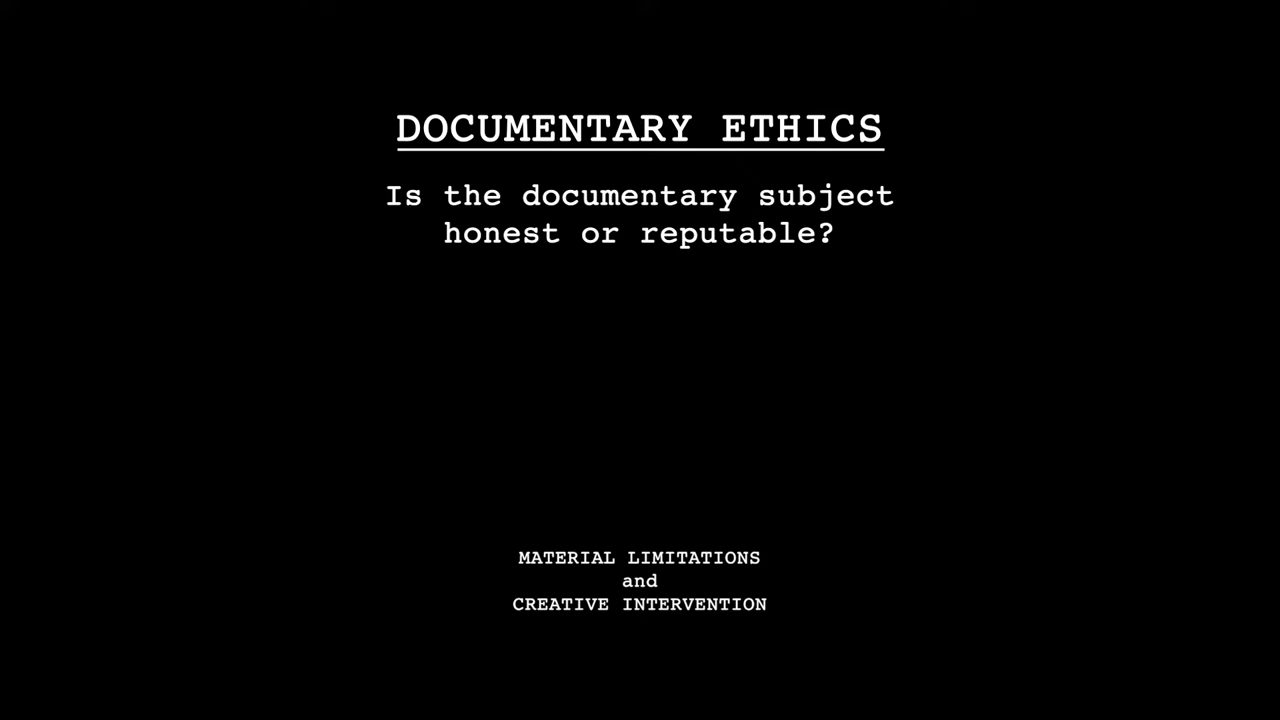 DOCUMENTARY ETHICS
Is the documentary subject
honest or reputable?
MATERIAL LIMITATIONS
and
CREATIVE INTERVENTION